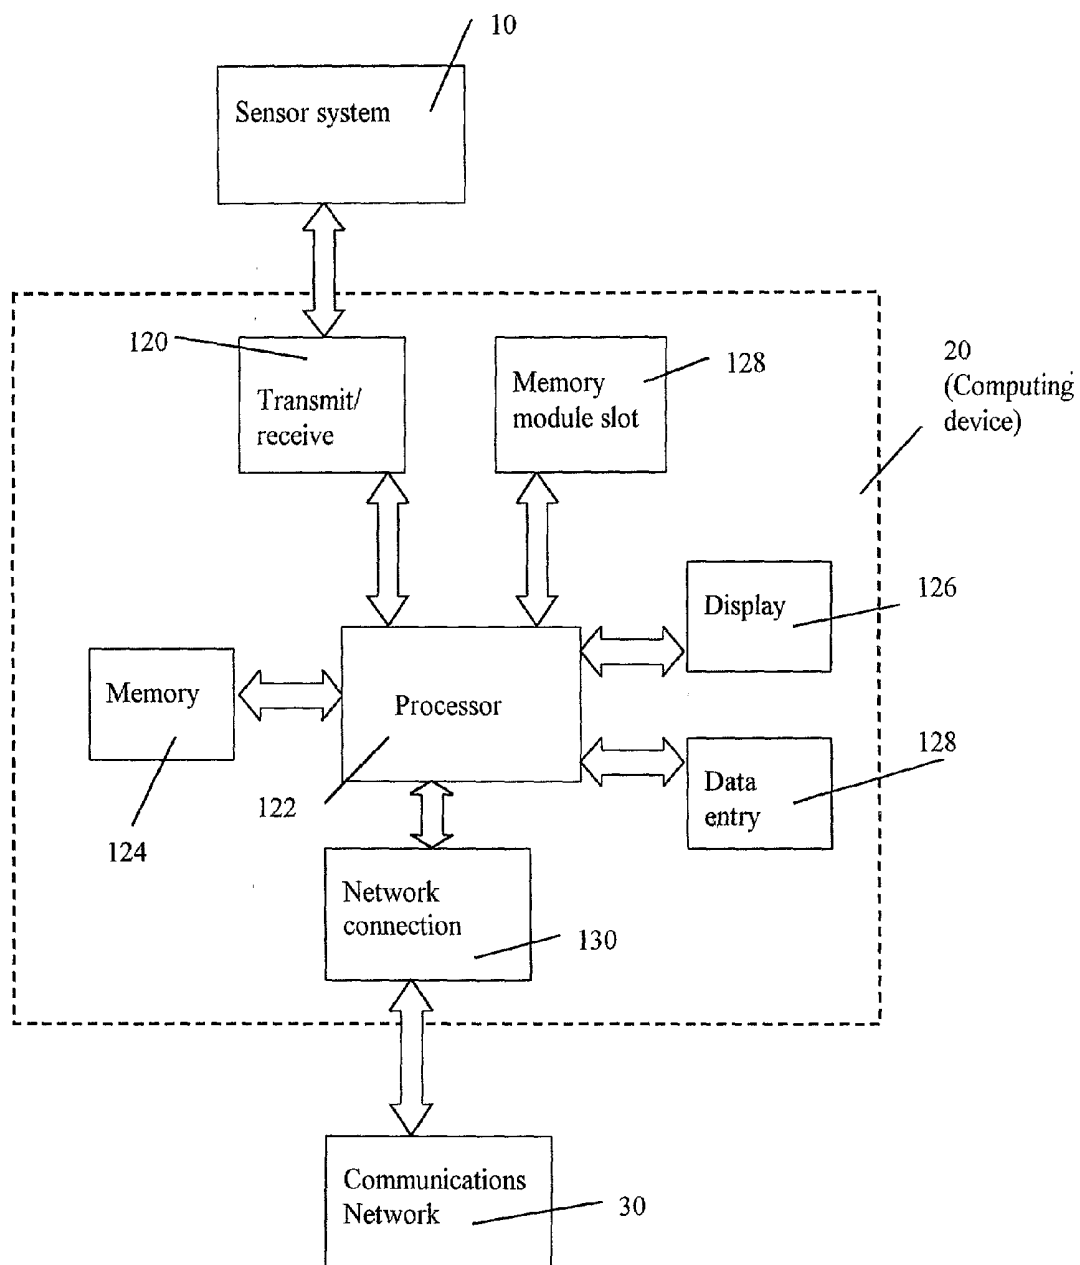 10
Sensor system
120
Transmit/
receive
Memory
module slot
128
20
(Computing
device)
Display
126
Memory
124
Processor
122
Data
entry
128
Network
connection
130
Communications
Network
30